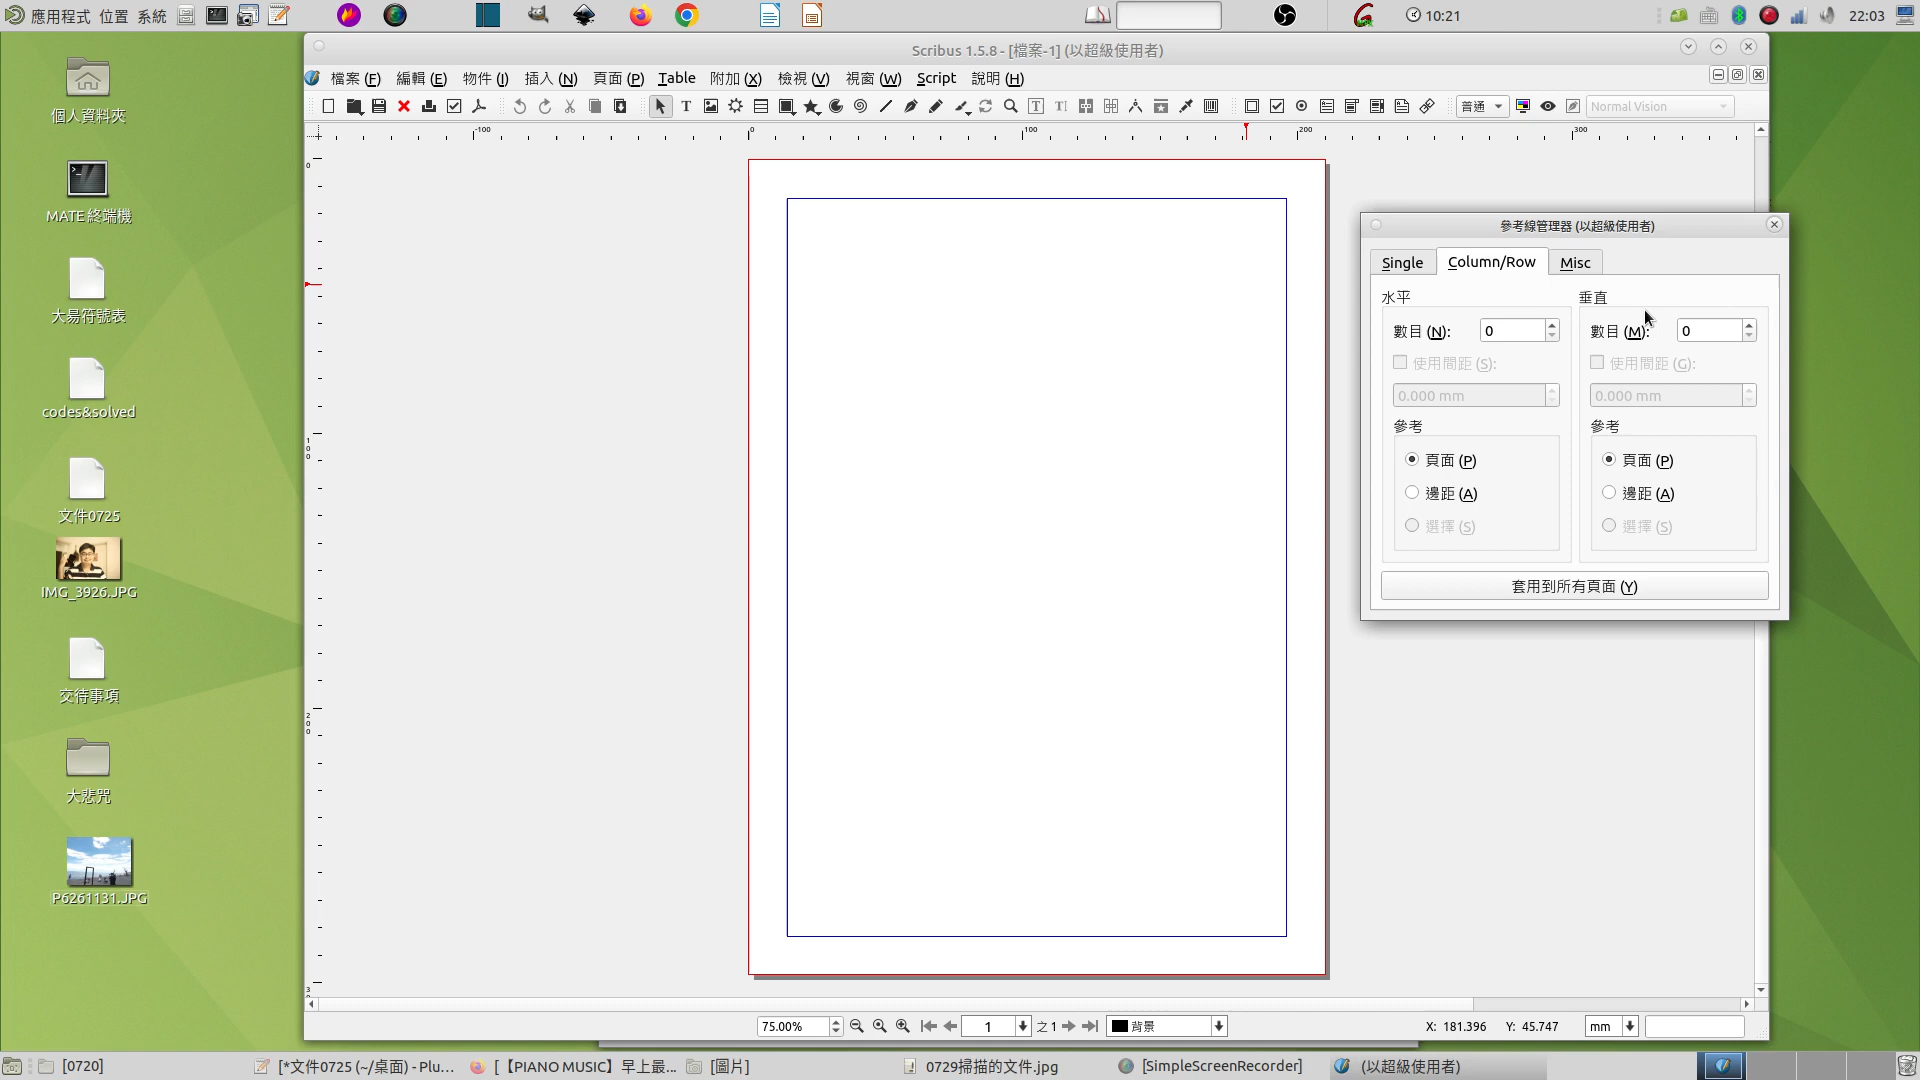 應用程式 位置 系統
10:21
22:03
Scribus 1.5.8 - [檔案-1] (以超級使用者)
檔案 (F) 編輯 (E) 物件 (I) 插入 (N) 頁面 (P) Table 附加 (X) 檢視 (V) 視窗 (W) Script 說明 (H)
普通
Normal Vision
-100 0 100 200 300
0
100
200
個人資料夾
MATE 終端機
大易符號表
codes&solved
文件0725
IMG_3926.JPG
交待事項
大悲咒
P6261131.JPG
參考線管理器 (以超級使用者)
Single Column/Row Misc
水平 垂直
數目 (N): 0 數目 (M): 0
使用間距 (S): 使用間距 (G):
0.000 mm 0.000 mm
參考 參考
頁面 (P) 頁面 (P)
邊距 (A) 邊距 (A)
選擇 (S) 選擇 (S)
套用到所有頁面 (Y)
75.00% 1 之 1 背景 X: 181.396 Y: 45.747 mm
[0720] [*文件0725 (~/桌面) - Plu... [【PIANO MUSIC】早上最... [圖片] 0729掃描的文件.jpg [SimpleScreenRecorder] (以超級使用者)